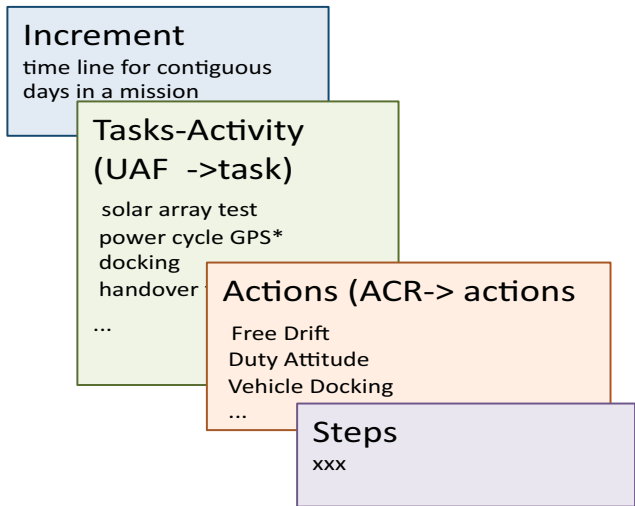 Increment
time line for contiguous
days in a mission
Tasks-Activity
(UAF ->task)
solar array test
power cycle GPS*
docking
handover
...
Actions (ACR-> actions
Free Drift
Duty Attitude
Vehicle Docking
...
Steps
xxx